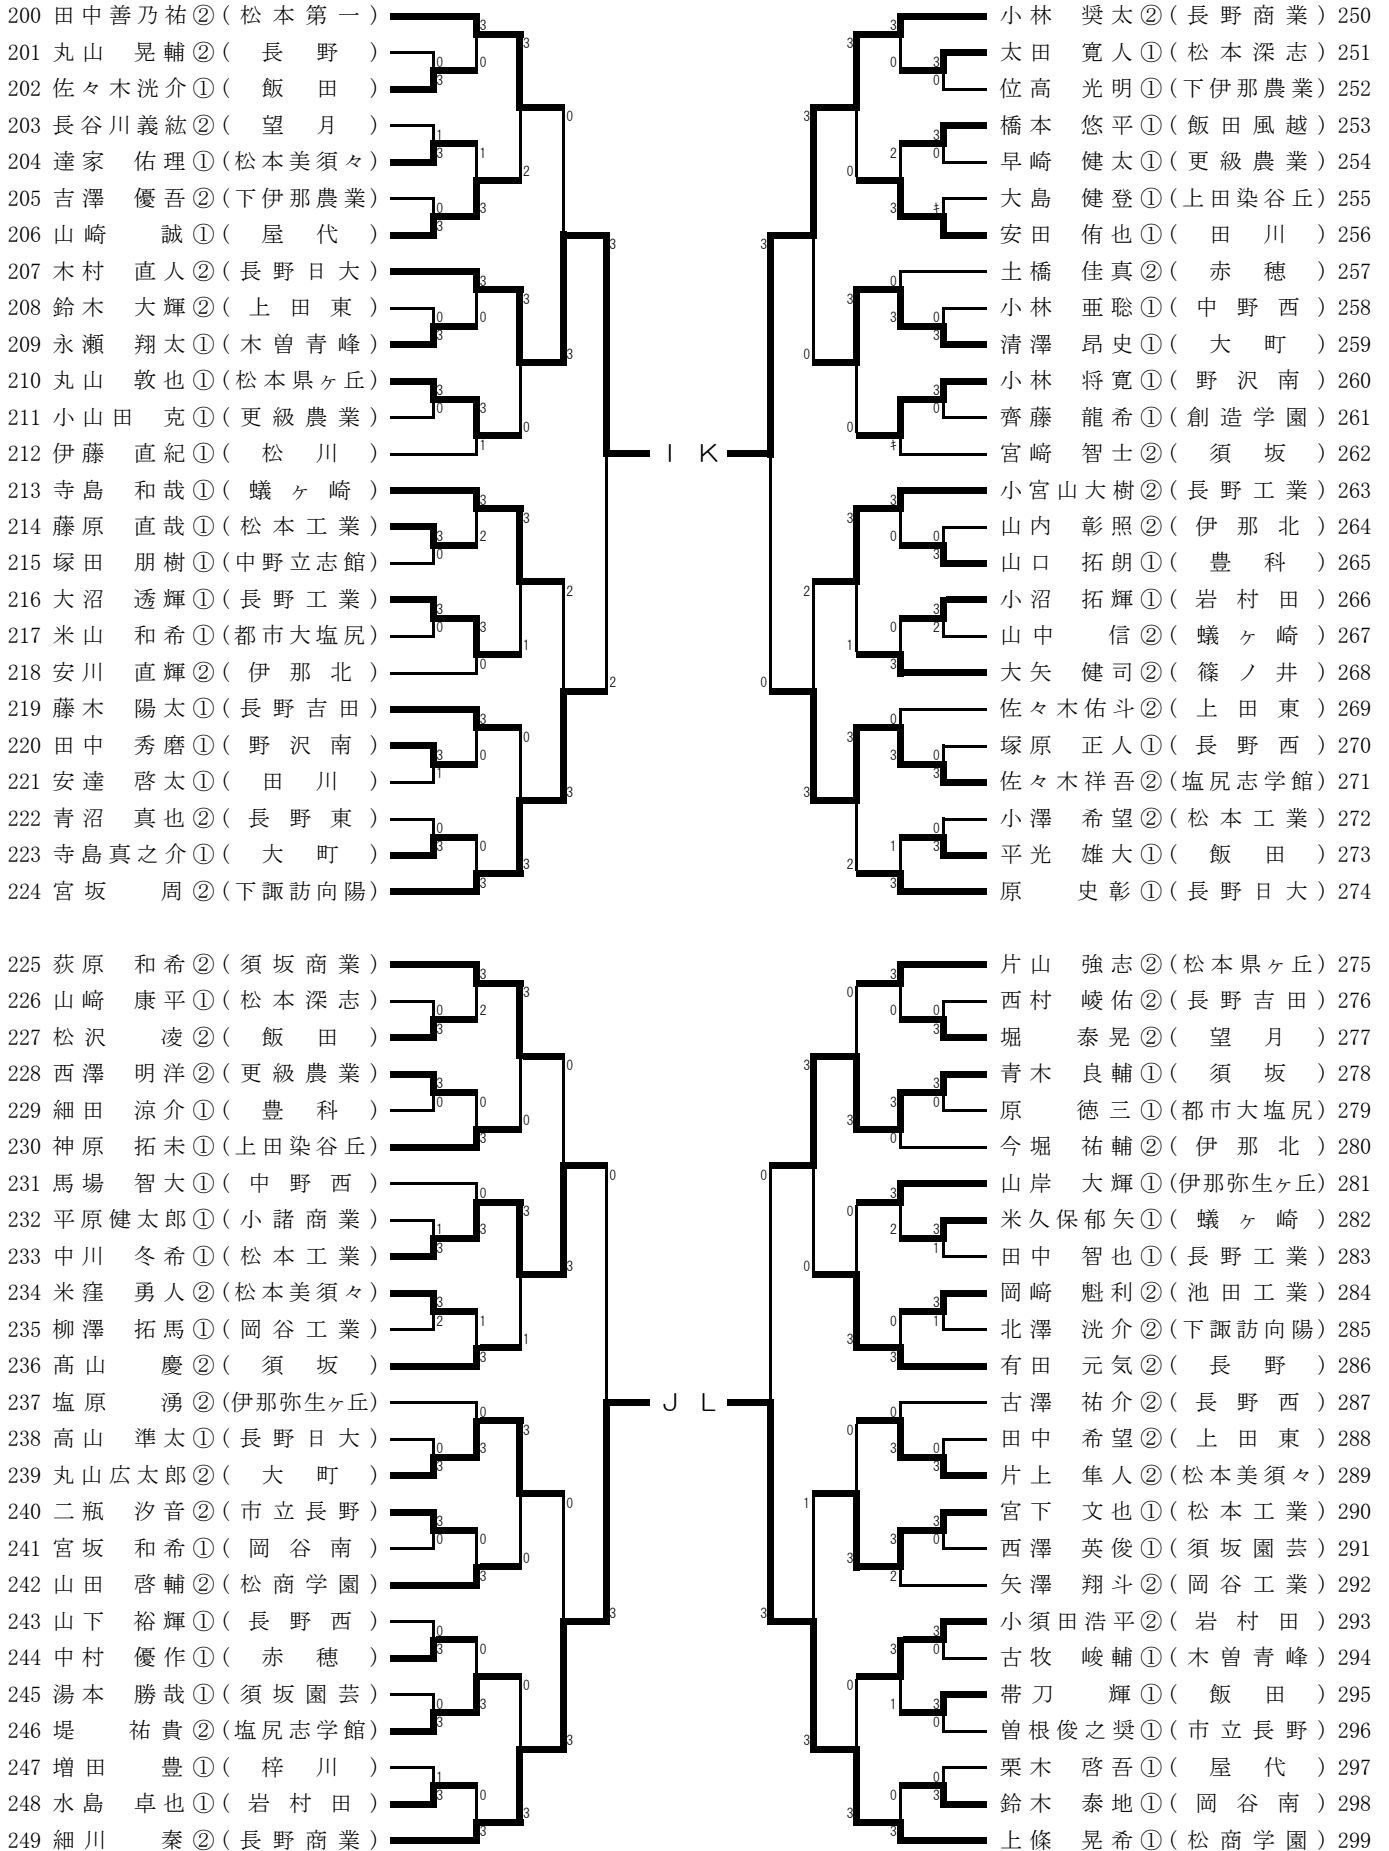 200 田中善乃祐②(松本第一)
201 丸山 晃輔②(長野)
202 佐々木洸介①(飯田)
203 長谷川義紘②(望月)
204 達家 佑理①(松本美須々)
205 吉澤 優吾②(下伊那農業)
206 山崎 誠①(屋代)
207 木村 直人②(長野日大)
208 鈴木 大輝②(上田東)
209 永瀬 翔太①(木曽青峰)
210 丸山 敦也①(松本県ヶ丘)
211 小山田 克①(更級農業)
212 伊藤 直紀①(松川)
213 寺島 和哉①(蟻ヶ崎)
214 藤原 直哉①(松本工業)
215 塚田 朋樹①(中野立志館)
216 大沼 透輝①(長野工業)
217 米山 和希①(都市大塩尻)
218 安川 直輝②(伊那北)
219 藤木 陽太①(長野吉田)
220 田中 秀磨①(野沢南)
221 安達 啓太①(田川)
222 青沼 真也②(長野東)
223 寺島真之介①(大町)
224 宮坂 周②(下諏訪向陽)
225 荻原 和希②(須坂商業)
226 山﨑 康平①(松本深志)
227 松沢 凌②(飯田)
228 西澤 明洋②(更級農業)
229 細田 涼介①(豊科)
230 神原 拓未①(上田染谷丘)
231 馬場 智大①(中野西)
232 平原健太郎①(小諸商業)
233 中川 冬希①(松本工業)
234 米窪 勇人②(松本美須々)
235 柳澤 拓馬①(岡谷工業)
236 髙山 慶②(須坂)
237 塩原 湧②(伊那弥生ヶ丘)
238 高山 準太①(長野日大)
239 丸山広太郎②(大町)
240 二瓶 汐音②(市立長野)
241 宮坂 和希①(岡谷南)
242 山田 啓輔②(松商学園)
243 山下 裕輝①(長野西)
244 中村 優作①(赤穂)
245 湯本 勝哉①(須坂園芸)
246 堤 祐貴②(塩尻志学館)
247 増田 豊①(梓川)
248 水島 卓也①(岩村田)
249 細川 秦②(長野商業)
I K
J L
小林 奨太②(長野商業) 250
太田 寛人①(松本深志) 251
位高 光明①(下伊那農業) 252
橋本 悠平①(飯田風越) 253
早崎 健太①(更級農業) 254
大島 健登①(上田染谷丘) 255
安田 侑也①(田川) 256
土橋 佳真②(赤穂) 257
小林 亜聡①(中野西) 258
清澤 昂史①(大町) 259
小林 将寛①(野沢南) 260
齊藤 龍希①(創造学園) 261
宮﨑 智士②(須坂) 262
小宮山大樹②(長野工業) 263
山内 彰照②(伊那北) 264
山口 拓朗①(豊科) 265
小沼 拓輝①(岩村田) 266
山中 信②(蟻ヶ崎) 267
大矢 健司②(篠ノ井) 268
佐々木佑斗②(上田東) 269
塚原 正人①(長野西) 270
佐々木祥吾②(塩尻志学館) 271
小澤 希望②(松本工業) 272
平光 雄大①(飯田) 273
原 史彰①(長野日大) 274
片山 強志②(松本県ヶ丘) 275
西村 崚佑②(長野吉田) 276
堀 泰晃②(望月) 277
青木 良輔①(須坂) 278
原 徳三①(都市大塩尻) 279
今堀 祐輔②(伊那北) 280
山岸 大輝①(伊那弥生ヶ丘) 281
米久保郁矢①(蟻ヶ崎) 282
田中 智也①(長野工業) 283
岡﨑 魁利②(池田工業) 284
北澤 洸介②(下諏訪向陽) 285
有田 元気②(長野) 286
古澤 祐介②(長野西) 287
田中 希望②(上田東) 288
片上 隼人②(松本美須々) 289
宮下 文也①(松本工業) 290
西澤 英俊①(須坂園芸) 291
矢澤 翔斗②(岡谷工業) 292
小須田浩平②(岩村田) 293
古牧 峻輔①(木曽青峰) 294
帯刀 輝①(飯田) 295
曽根俊之奨①(市立長野) 296
栗木 啓吾①(屋代) 297
鈴木 泰地①(岡谷南) 298
上條 晃希①(松商学園) 299